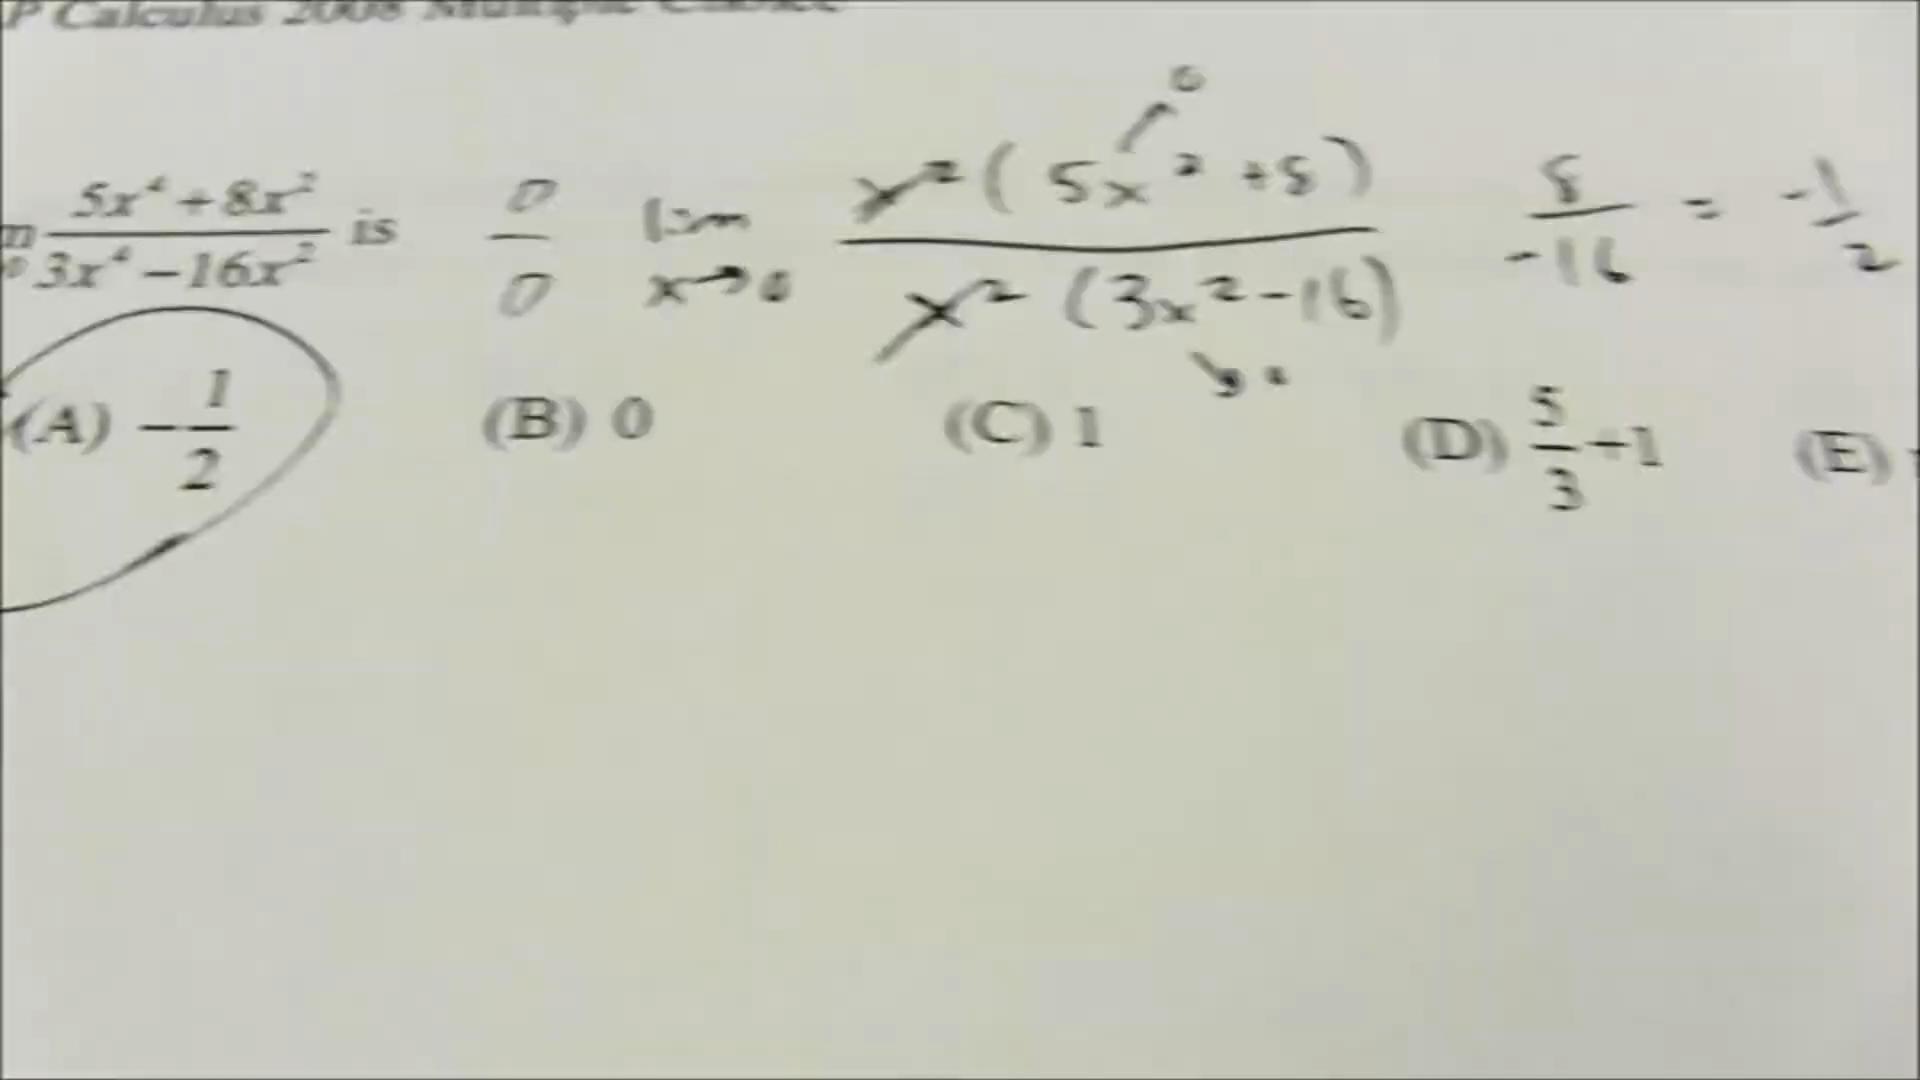 P Calculus 2008 Multiple Choice
5x⁴ + 8x² / 3x⁴ − 16x² is
0 / 0 lim x→0 x²(5x² + 8) / x²(3x² − 16) 8 / -16 = -1 / 2
0
(A) − 1/2 (B) 0 (C) 1 (D) 5/3 + 1 (E)